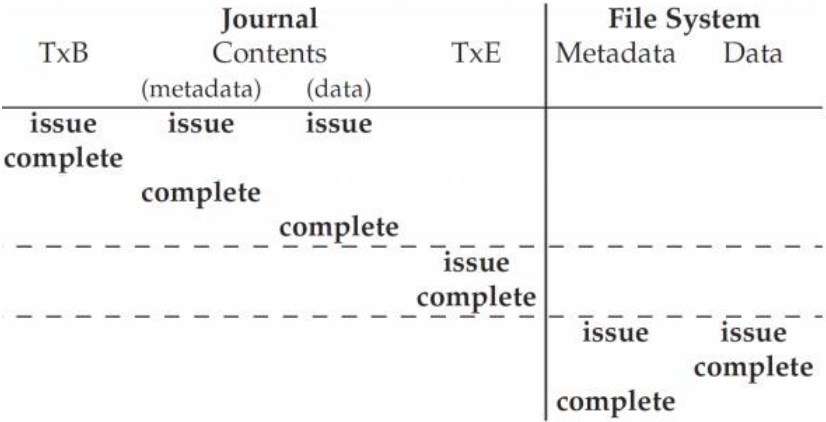 Journal File System
TxB Contents TxE Metadata Data
(metadata) (data)
issue issue issue
complete
complete
complete
issue
complete
issue issue
complete
complete